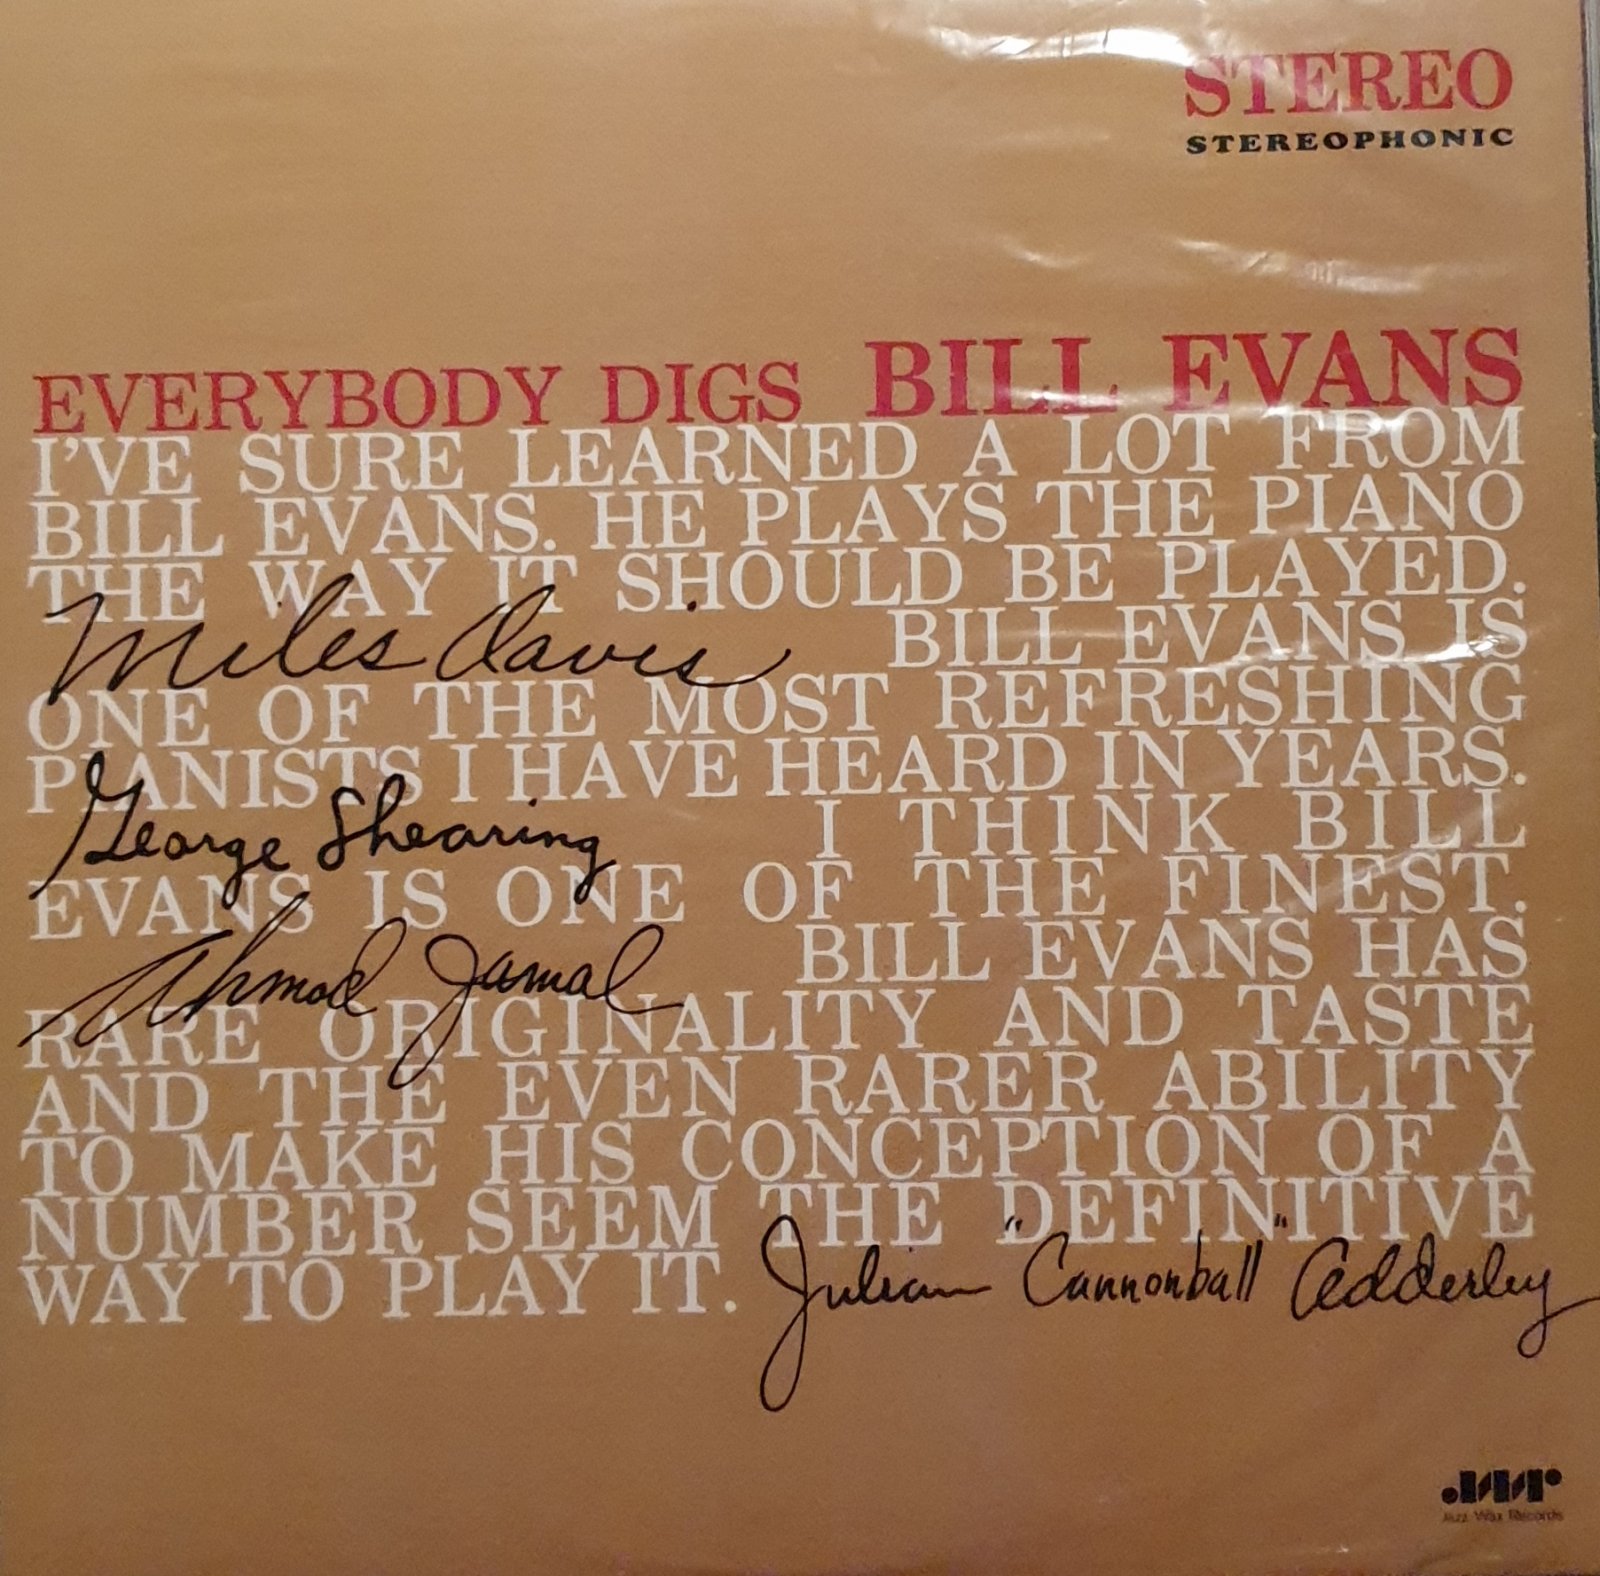 STEREO
STEREOPHONIC
EVERYBODY DIGS BILL EVANS
I'VE SURE LEARNED A LOT FROM
BILL EVANS. HE PLAYS THE PIANO
THE WAY IT SHOULD BE PLAYED.
Miles Davis BILL EVANS IS
ONE OF THE MOST REFRESHING
PIANISTS I HAVE HEARD IN YEARS.
George Shearing I THINK BILL
EVANS IS ONE OF THE FINEST.
Ahmad Jamal BILL EVANS HAS
RARE ORIGINALITY AND TASTE
AND THE EVEN RARER ABILITY
TO MAKE HIS CONCEPTION OF A
NUMBER SEEM THE DEFINITIVE
WAY TO PLAY IT. Julian "Cannonball" Adderley
JWR
Jazz Wax Records